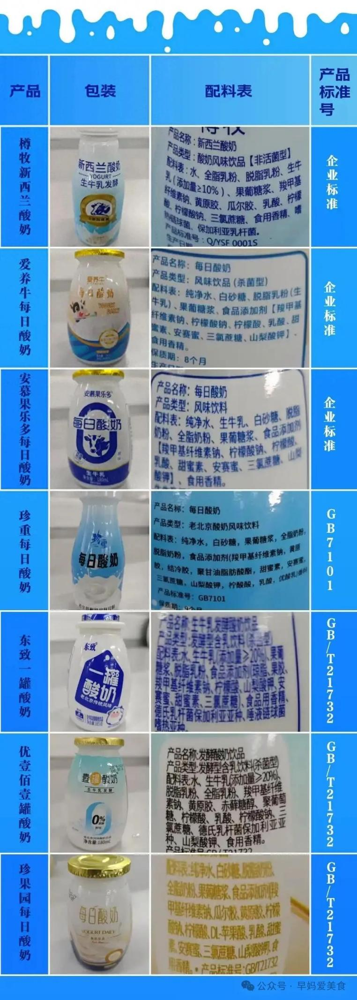 产品
包装
配料表
产品
标准
号
樽牧新西兰酸奶
新西兰酸奶
YOGURT
生牛乳发酵
产品名称：新西兰酸奶
产品类型：酸奶风味饮品【非活菌型】
配料表：水、全脂乳粉、脱脂乳粉、生牛
乳（添加量≥10%）、果葡糖浆、羧甲基
纤维素钠、黄原胶、瓜尔胶、乳酸、柠檬
酸、柠檬酸钠、三氯蔗糖、食用香精、嗜
热链球菌、保加利亚乳杆菌。
产品标准号：Q/YSF 0001S
生产日期
企业标准
爱养牛每日酸奶
爱养牛
每日酸奶
YOGURT
DAILY
产品名称：每日酸奶
产品类型：风味饮品（杀菌型）
配料表：纯净水、白砂糖、脱脂乳粉（生
牛乳）、果葡糖浆、食品添加剂【羧甲基
纤维素钠、柠檬酸钠、柠檬酸、乳酸、甜
蜜素、安赛蜜、三氯蔗糖、山梨酸钾】、
食用香精。
保质期：8个月
企业标准
安慕果乐多每日酸奶
安慕果乐多
每日酸奶
原味
生牛乳
净含量：180mL
产品名称：每日酸奶
产品类型：风味饮料
配料表：纯净水、生牛乳、白砂糖、脱脂
奶粉、全脂奶粉、果葡糖浆、食品添加剂
【羧甲基纤维素钠、柠檬酸钠、柠檬酸、
乳酸、甜蜜素、安赛蜜、三氯蔗糖、山梨
酸钾】、食用香精。
企业标准
珍重每日酸奶
珍重
每日酸奶
产品名称：每日酸奶
产品类型：老北京酸奶风味饮料
配料表：纯净水，白砂糖，果葡糖浆，全脂奶粉，
脱脂奶粉，食品添加剂(羧甲基纤维素钠，黄原
胶，结冷胶，聚甘油脂肪酸酯，甜蜜素，安赛蜜，
三氯蔗糖，山梨酸钾，柠檬酸，乳酸，优酸乳)香料
产品标准号：GB7101
保质期：9个月
GB7101
东致一罐酸奶
东致
一罐
酸奶
老北京传统风味
生牛乳发酵酸奶饮品
净含量:185克
产品名称:生牛乳发酵酸奶饮品
产品类型:发酵型含乳饮料(杀菌型)
配料表:水、生牛乳(添加量≥20%)、果葡
糖浆、脱脂乳粉、食品添加剂(琼脂、果胶、
羧甲基纤维素钠、柠檬酸、山梨酸钾、安
赛蜜、甜蜜素、三氯蔗糖)、食品用香精、
德氏乳杆菌保加利亚亚种、唾液链球菌
嗜热亚种。
GB/T21732
优壹佰壹罐酸奶
壹罐酸奶
生牛乳发酵
0%
蔗糖
原味
净含量:180mL
产品名称:发酵酸奶饮品
产品类型:发酵型含乳饮料(杀菌型)
配料表:水、生牛乳(添加量≥20%)、
脱脂乳粉、全脂乳粉、羧甲基纤维
素钠、黄原胶、赤藓糖醇、聚葡萄
糖、柠檬酸、乳酸、柠檬酸钠、三
氯蔗糖、德氏乳杆菌保加利亚亚
种、山梨酸钾、食用香精。
产品标准号:GB/T21732
GB/T21732
珍果园每日酸奶
每日酸奶
YOGURT DAILY
配料表:纯净水,白砂糖,脱脂奶粉、
全脂奶粉,果葡糖浆、食品添加剂羧
甲基纤维素钠,瓜尔胶,黄原胶,柠檬
酸钠、柠檬酸、DL-苹果酸、乳酸、甜蜜
素、安赛蜜、三氯蔗糖、山梨酸钾、食
用香精。•产品标准号:GB/T21732
GB/T21732
公众号·早妈爱美食